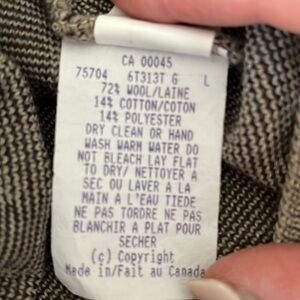 CA 00045
75704 6T313T G L
72% WOOL/LAINE
14% COTTON/COTON
14% POLYESTER
DRY CLEAN OR HAND
WASH WARM WATER DO
NOT BLEACH LAY FLAT
TO DRY/ NETTOYER A
SEC OU LAVER A LA
MAIN A L'EAU TIEDE
NE PAS TORDRE NE PAS
BLANCHIR A PLAT POUR
SECHER
(c) Copyright
Made in/Fait au Canada